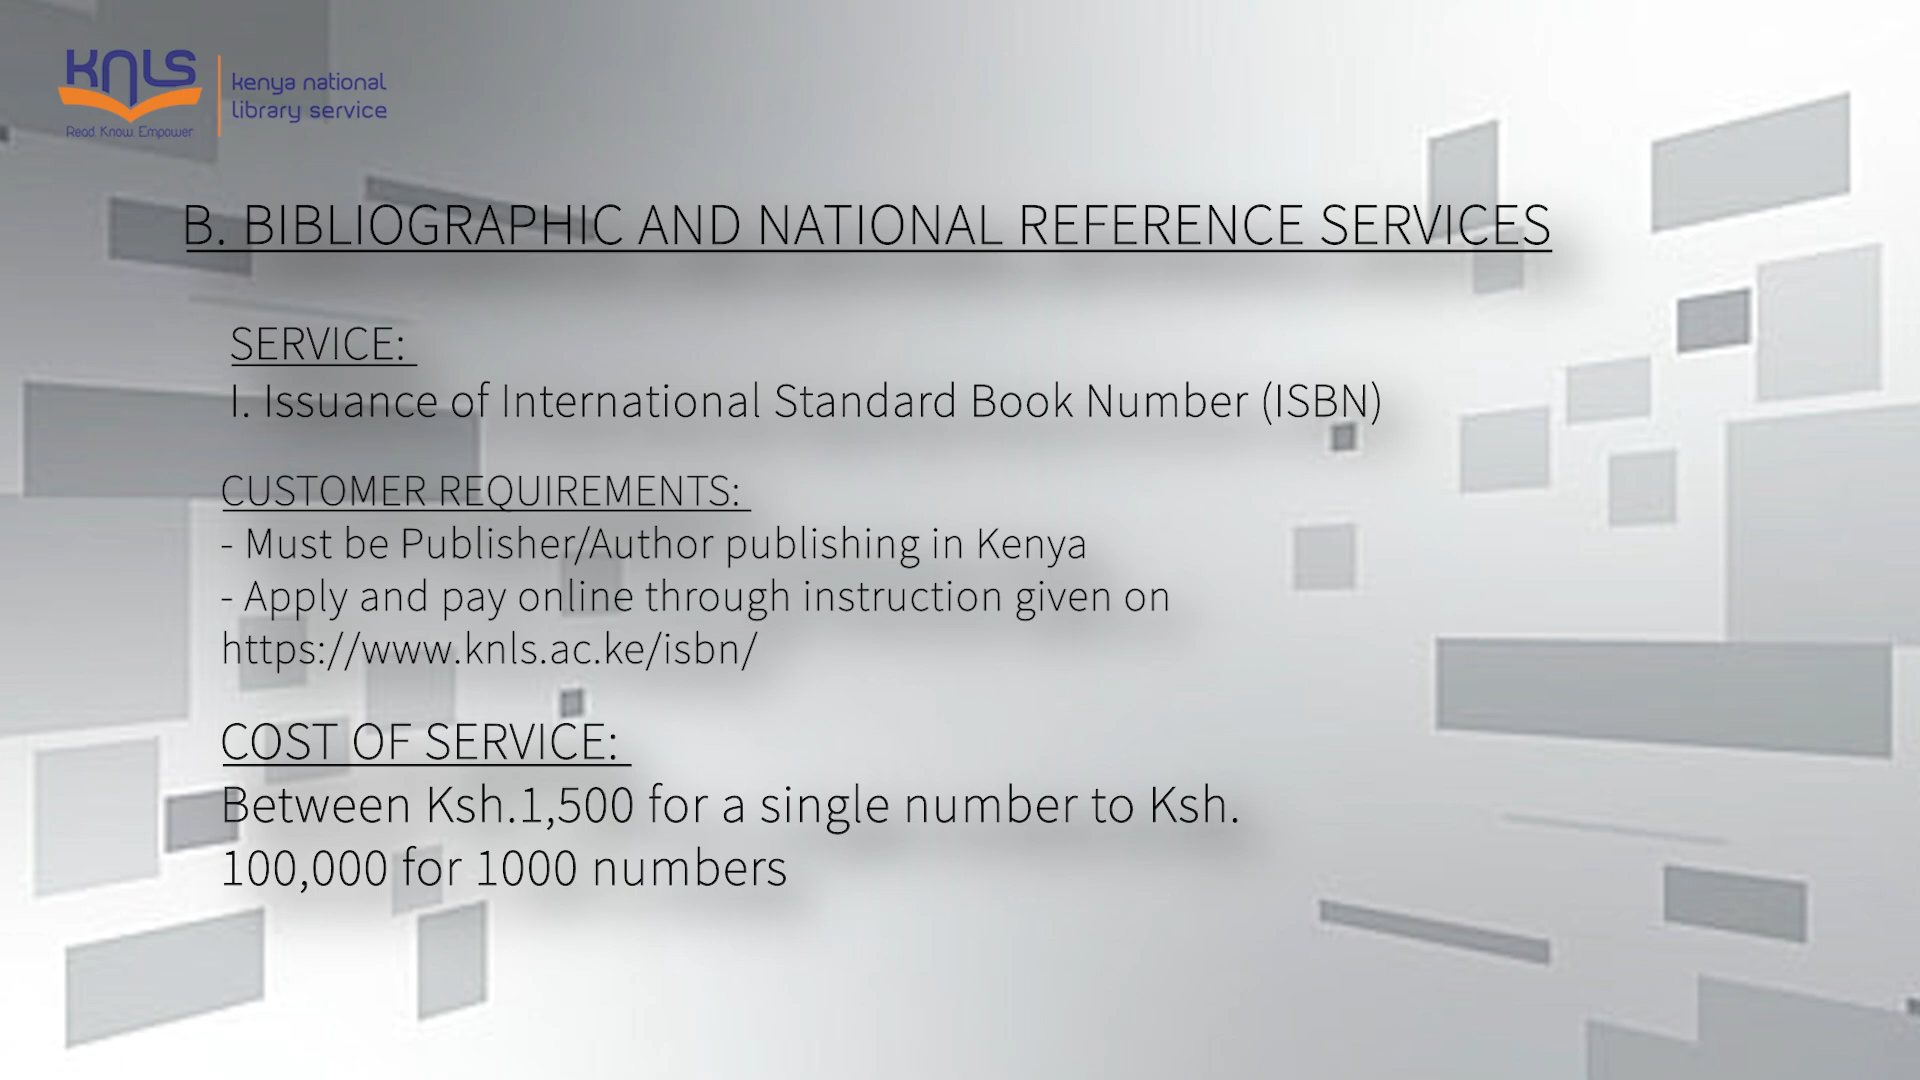 KNLS
Read Know Empower
kenya national
library service
B. BIBLIOGRAPHIC AND NATIONAL REFERENCE SERVICES
SERVICE:
I. Issuance of International Standard Book Number (ISBN)
CUSTOMER REQUIREMENTS:
- Must be Publisher/Author publishing in Kenya
- Apply and pay online through instruction given on
https://www.knls.ac.ke/isbn/
COST OF SERVICE:
Between Ksh.1,500 for a single number to Ksh.
100,000 for 1000 numbers